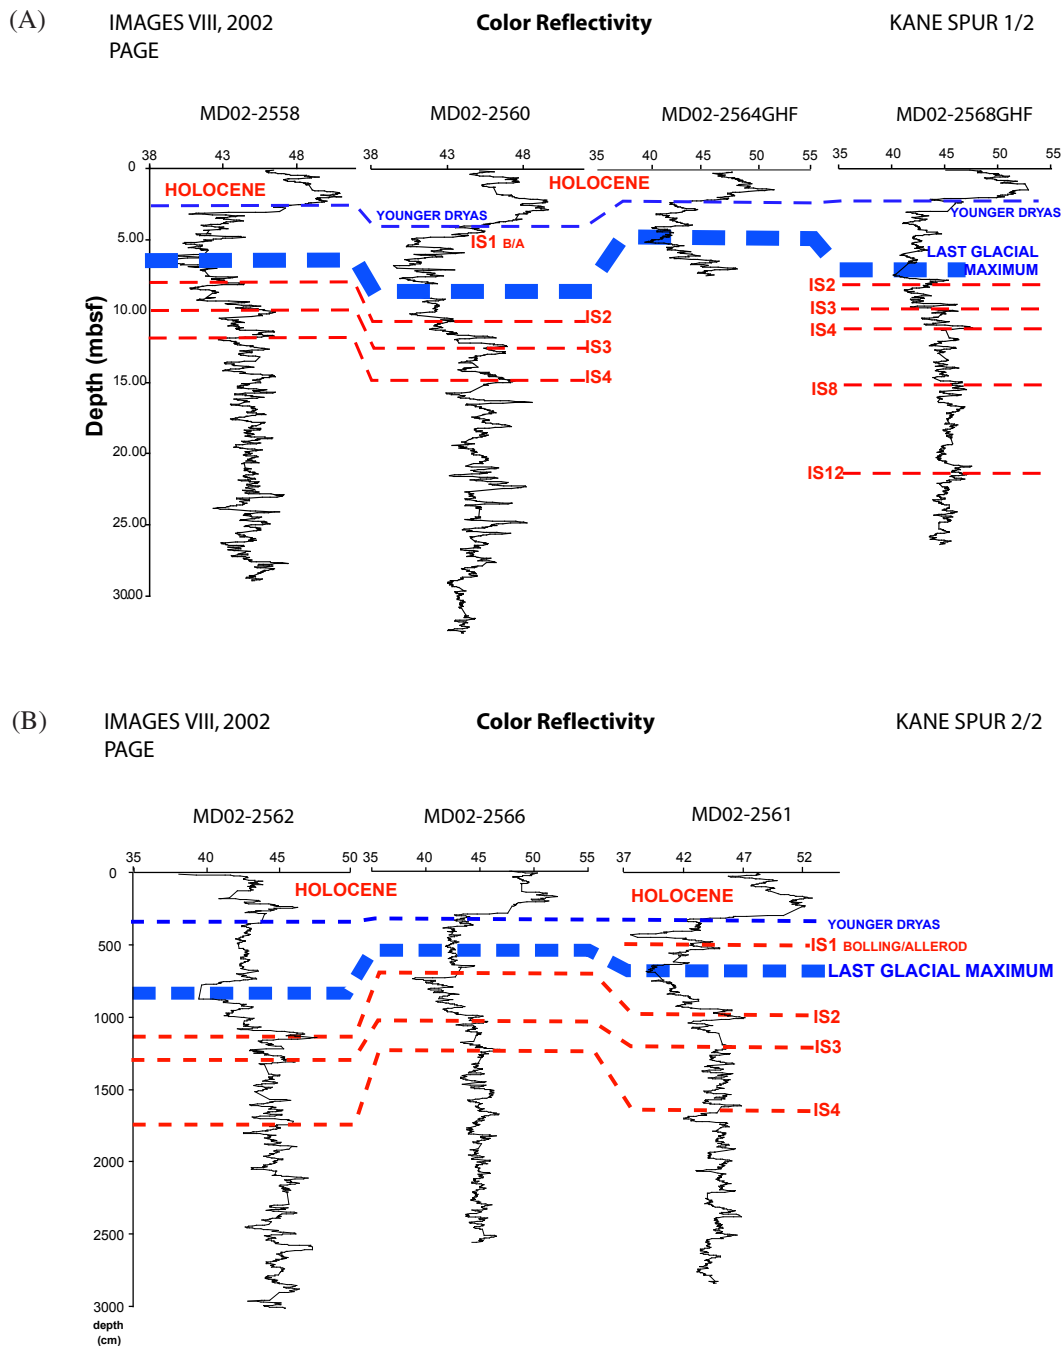 (A) IMAGES VIII, 2002 Color Reflectivity KANE SPUR 1/2
PAGE
MD02-2558 MD02-2560 MD02-2564GHF MD02-2568GHF
38 43 48 38 43 48 35 40 45 50 55 35 40 45 50 55
0
HOLOCENE HOLOCENE
YOUNGER DRYAS YOUNGER DRYAS
5.00 IS1 B/A
LAST GLACIAL
MAXIMUM
IS2
10.00 IS2 IS3
IS4
IS3
15.00 IS4 IS8
20.00 IS12
25.00
30.00
Depth (mbsf)
(B) IMAGES VIII, 2002 Color Reflectivity KANE SPUR 2/2
PAGE
MD02-2562 MD02-2566 MD02-2561
35 40 45 50 35 40 45 50 55 37 42 47 52
0
HOLOCENE HOLOCENE
YOUNGER DRYAS
500 IS1 BOLLING/ALLEROD
LAST GLACIAL MAXIMUM
1000 IS2
IS3
1500
IS4
2000
2500
3000
depth
(cm)